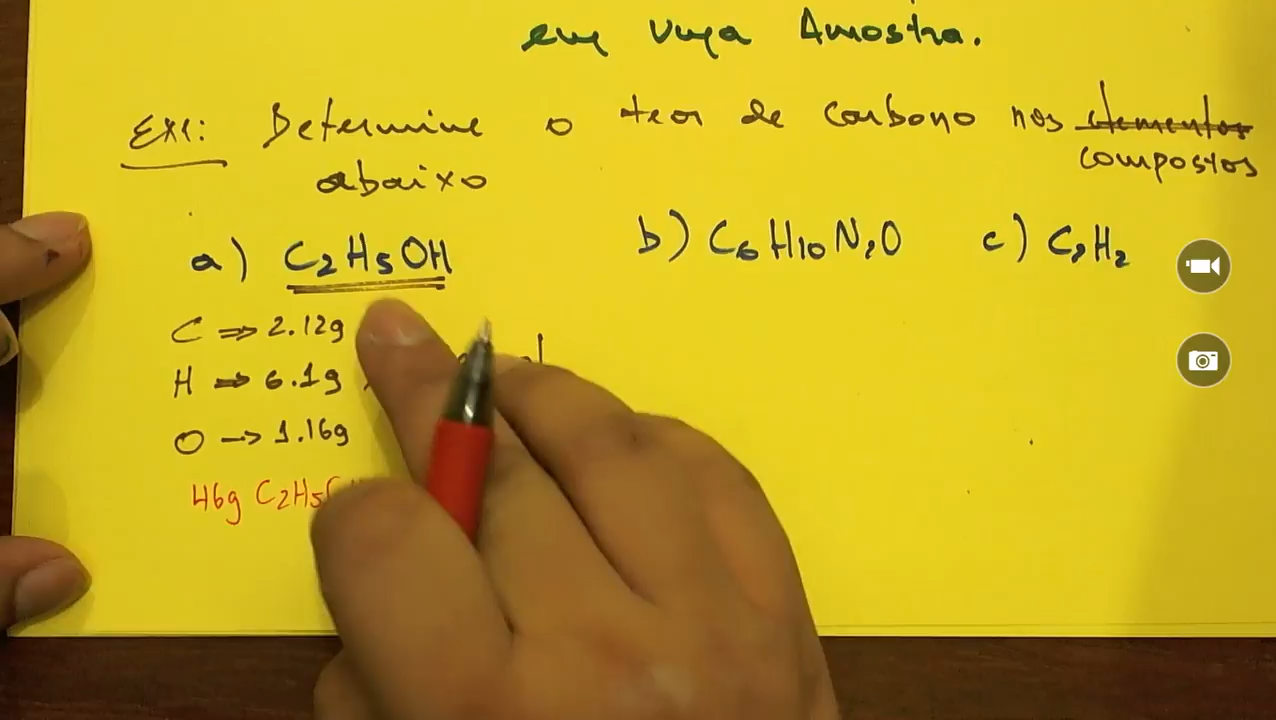 em uma Amostra.
Exc: Determine o teor de carbono nos elementos
compostos
abaixo
a) C2H5OH b) C6H10N2O c) C2H2
C ⇒ 2.12g
H ⇒ 6.1g
O → 1.16g
46g C2H5